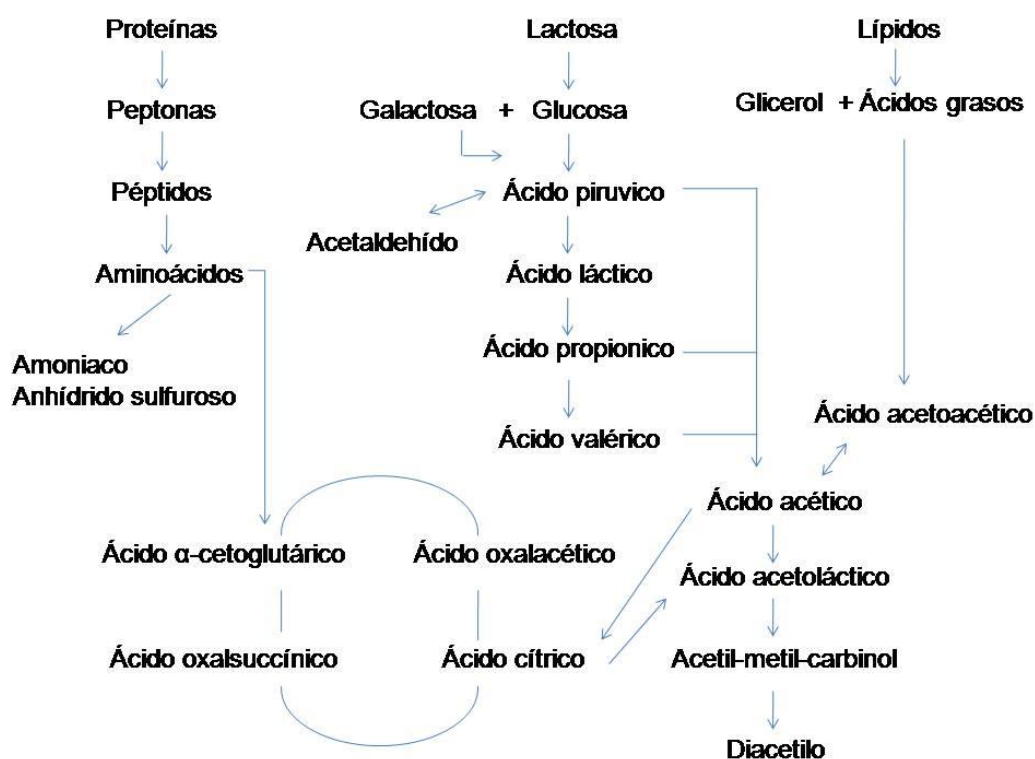 Proteínas
Lactosa
Lípidos
Peptonas
Galactosa + Glucosa
Glicerol + Ácidos grasos
Péptidos
Ácido piruvico
Acetaldehído
Aminoácidos
Ácido láctico
Ácido propionico
Amoniaco
Anhídrido sulfuroso
Ácido valérico
Ácido acetoacético
Ácido acético
Ácido α-cetoglutárico
Ácido oxalacético
Ácido acetoláctico
Ácido oxalsuccínico
Ácido cítrico
Acetil-metil-carbinol
Diacetilo